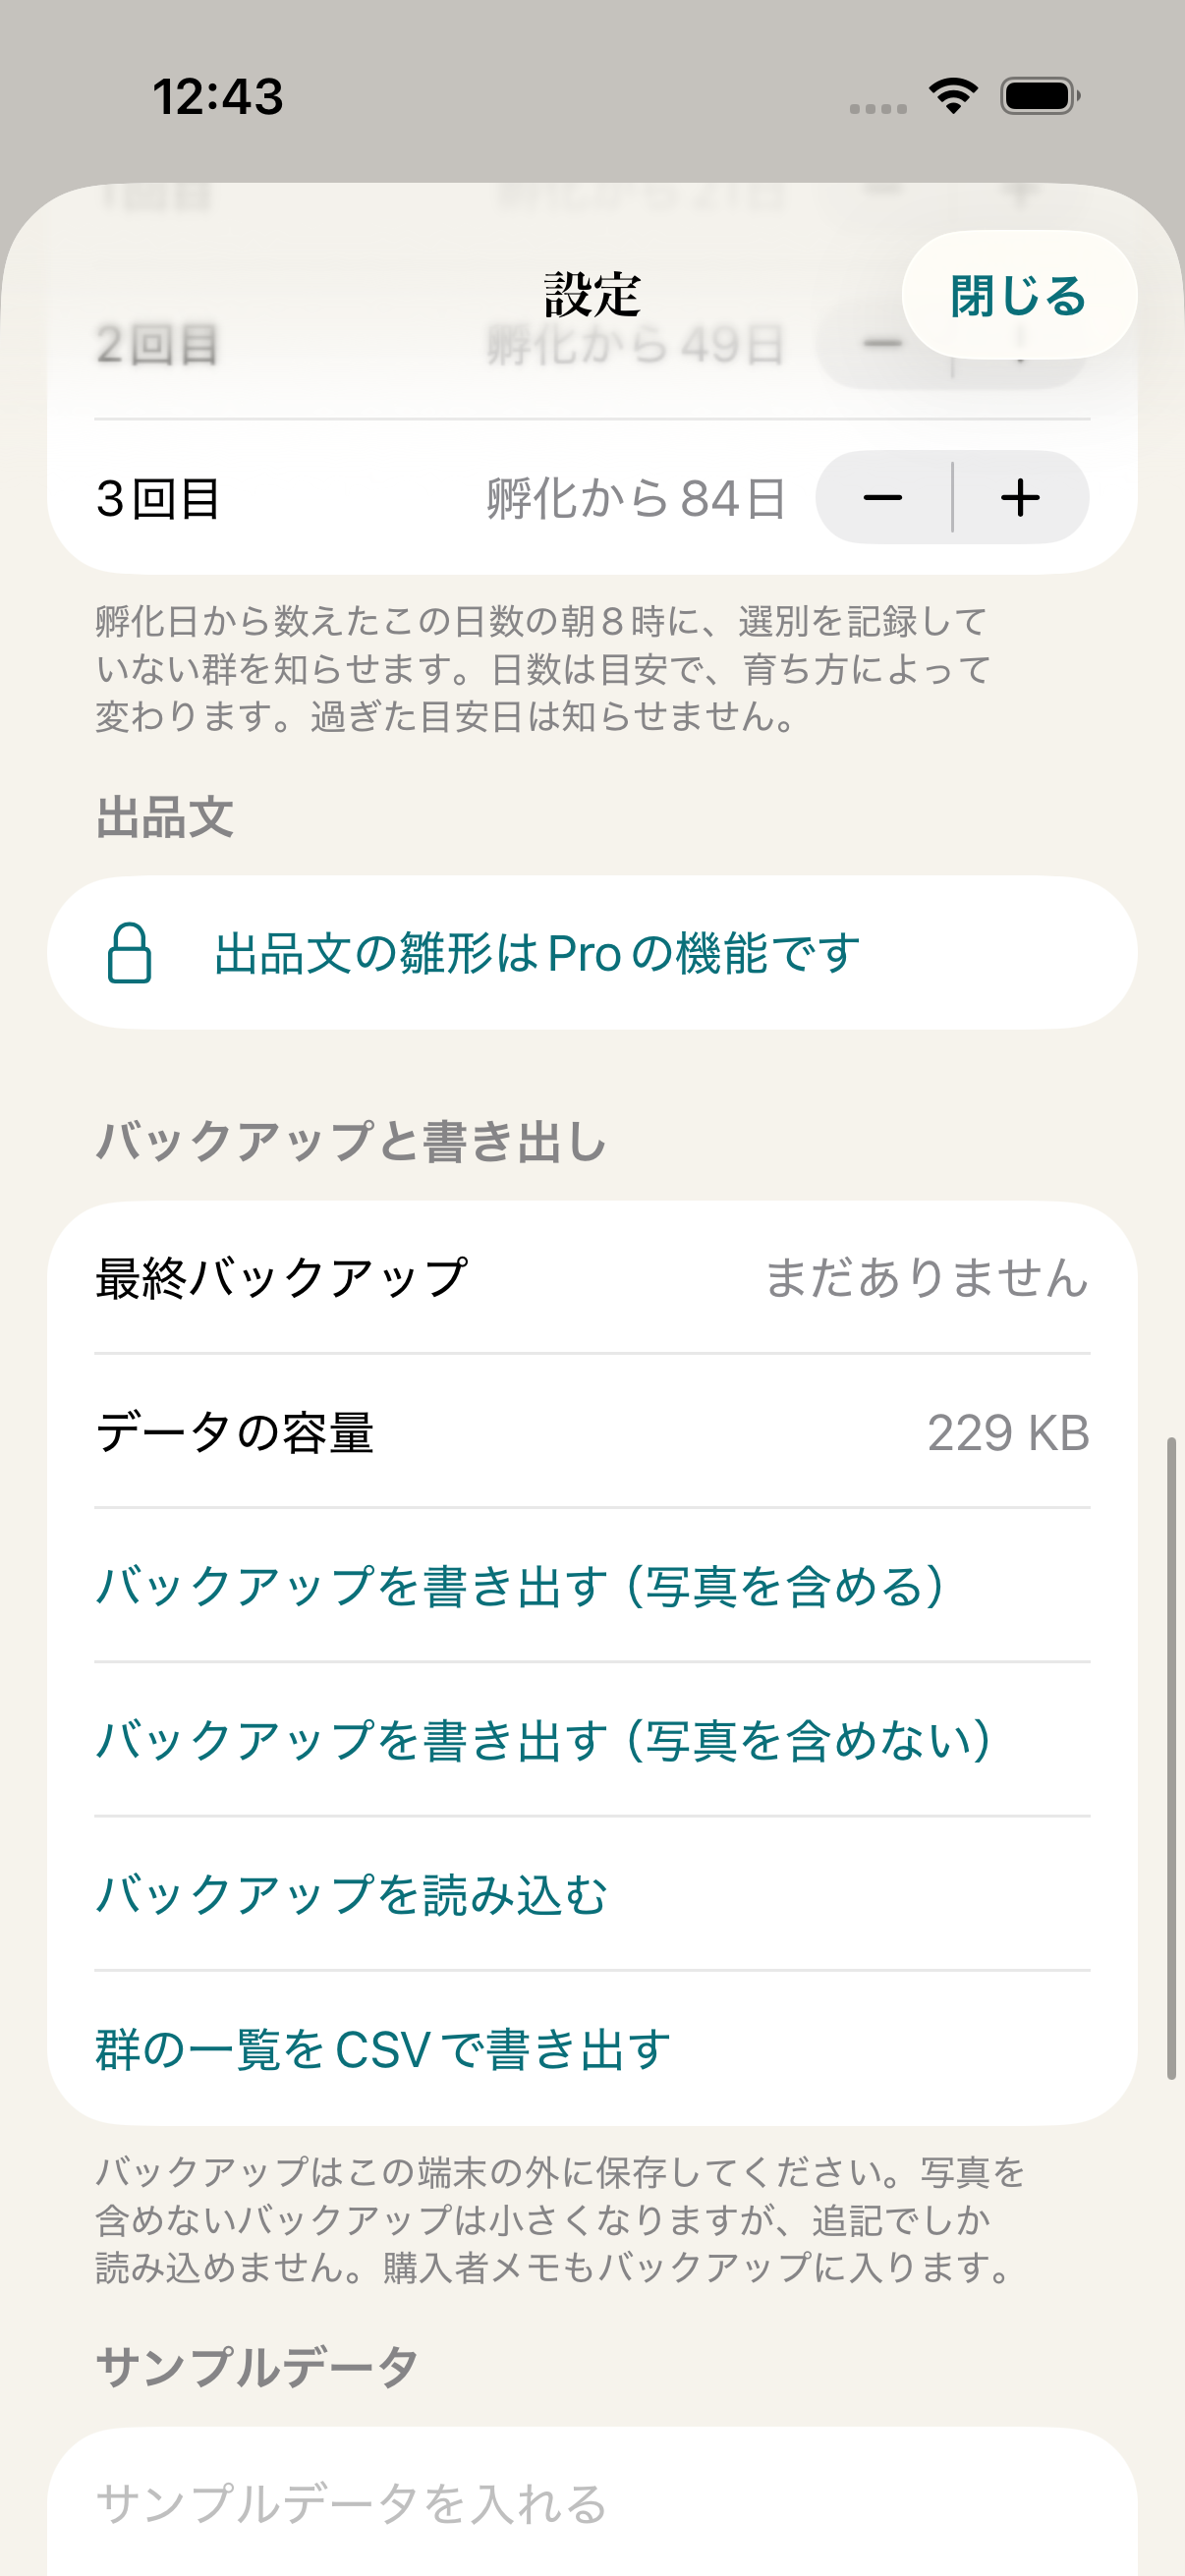 12:43
設定
閉じる
2回目 孵化から49日
3回目 孵化から84日
孵化日から数えたこの日数の朝8時に、選別を記録して
いない群を知らせます。日数は目安で、育ち方によって
変わります。過ぎた目安日は知らせません。
出品文
出品文の雛形はProの機能です
バックアップと書き出し
最終バックアップ まだありません
データの容量 229 KB
バックアップを書き出す（写真を含める）
バックアップを書き出す（写真を含めない）
バックアップを読み込む
群の一覧をCSVで書き出す
バックアップはこの端末の外に保存してください。写真を
含めないバックアップは小さくなりますが、追記でしか
読み込めません。購入者メモもバックアップに入ります。
サンプルデータ
サンプルデータを入れる